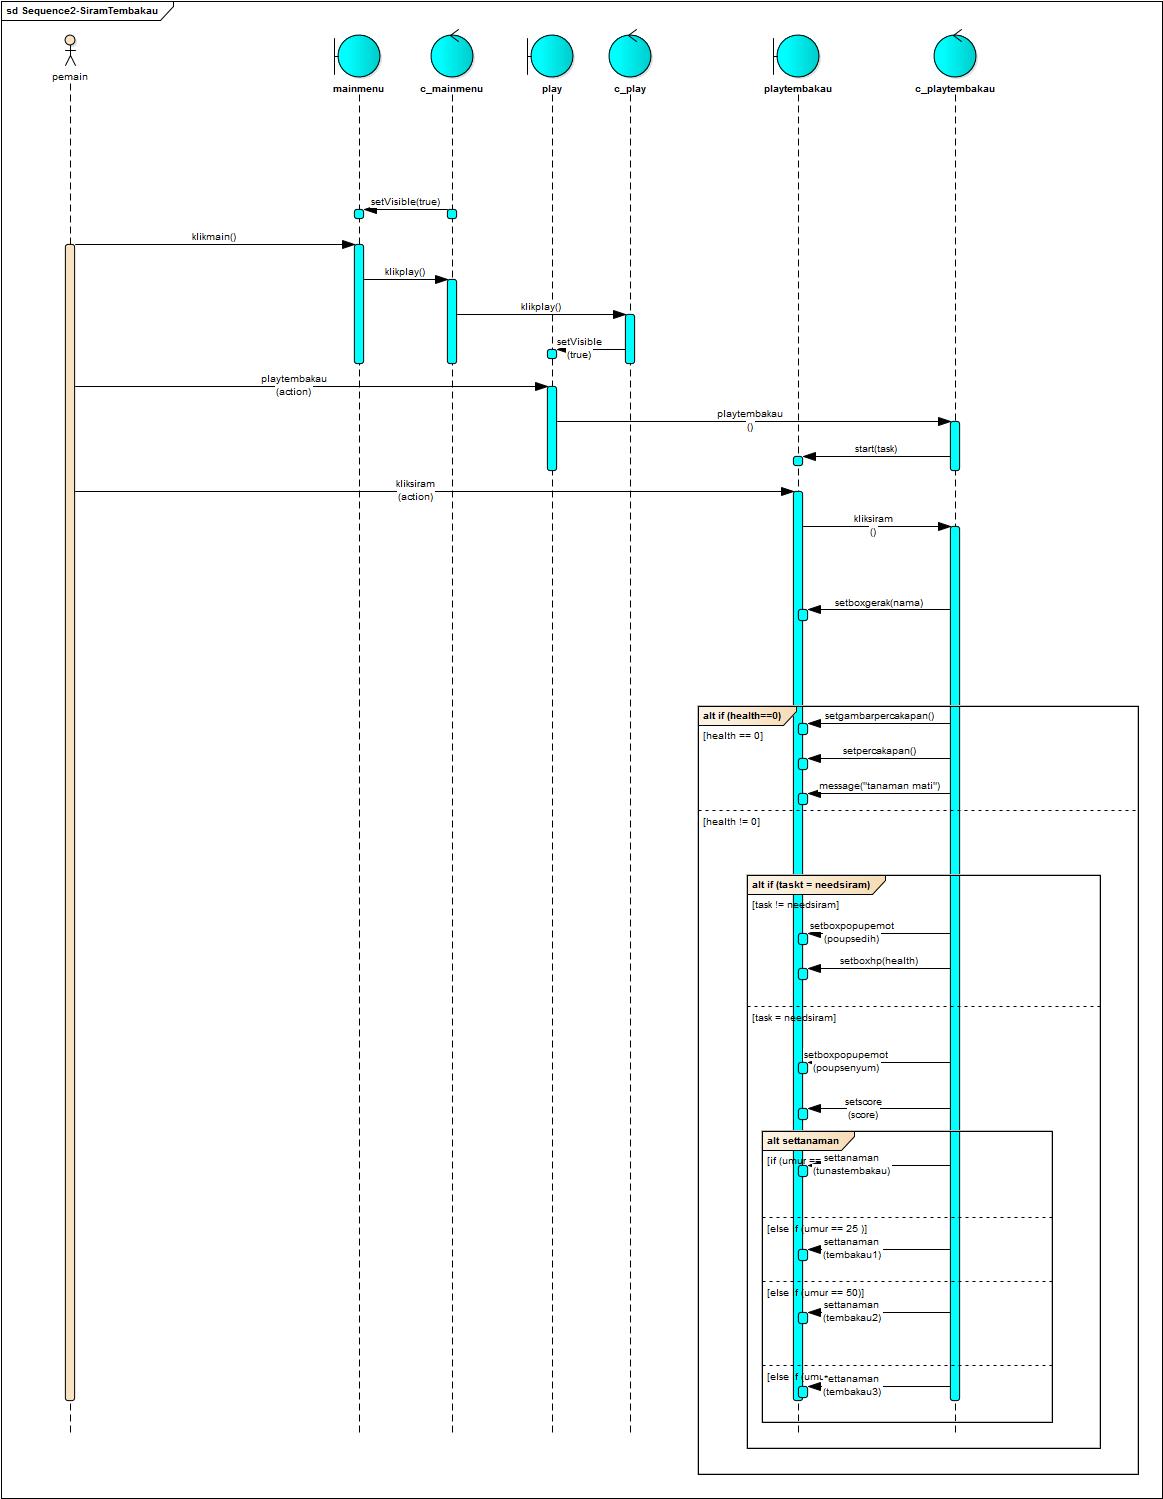 sd Sequence2-SiramTembakau
pemain
mainmenu
c_mainmenu
play
c_play
playtembakau
c_playtembakau
setVisible(true)
klikmain()
klikplay()
klikplay()
setVisible
(true)
playtembakau
(action)
playtembakau
()
start(task)
kliksiram
(action)
kliksiram
()
setboxgerak(nama)
alt if (health==0)
setgambarpercakapan()
[health == 0]
setpercakapan()
message("tanaman mati")
[health != 0]
alt if (taskt = needsiram)
[task != needsiram]
setboxpopupemot
(poupsedih)
setboxhp(health)
[task = needsiram]
setboxpopupemot
(poupsenyum)
setscore
(score)
alt settanaman
[if (umur ==
settanaman
(tunastembakau)
[else if (umur == 25 )]
settanaman
(tembakau1)
[else if (umur == 50)]
settanaman
(tembakau2)
[else if (umu
ettanaman
(tembakau3)